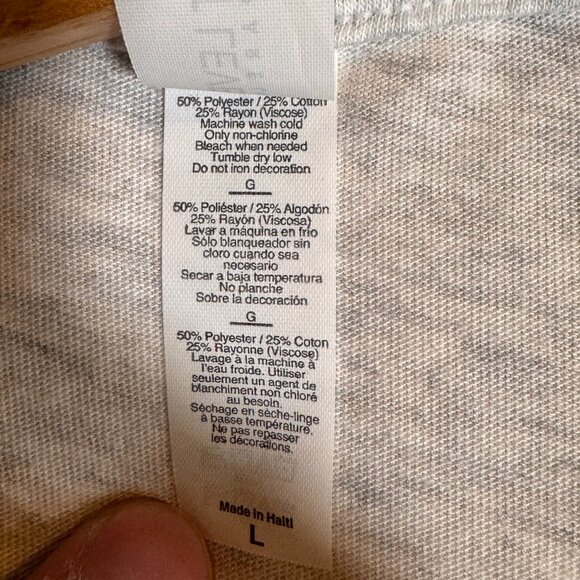 50% Polyester / 25% Cotton
25% Rayon (Viscose)
Machine wash cold
Only non-chlorine
Bleach when needed
Tumble dry low
Do not iron decoration
G
50% Poliéster / 25% Algodón
25% Rayón (Viscosa)
Lavar a máquina en frío
Sólo blanqueador sin
cloro cuando sea
necesario
Secar a baja temperatura
No planche
Sobre la decoración
G
50% Polyester / 25% Coton
25% Rayonne (Viscose)
Lavage à la machine à
l'eau froide. Utiliser
seulement un agent de
blanchiment non chloré
au besoin.
Séchage en sèche-linge
à basse température.
Ne pas repasser
les décorations.
Made in Haiti
L